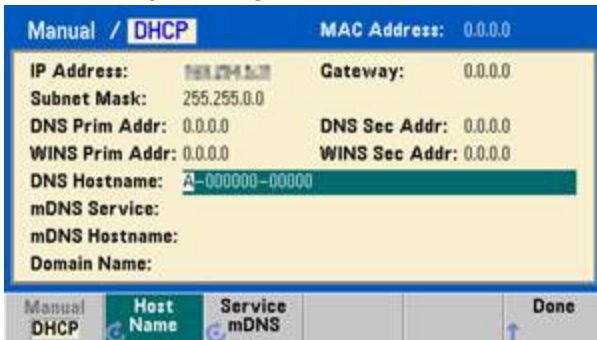 Manual / DHCP MAC Address: 0.0.0.0
IP Address: Gateway: 0.0.0.0
Subnet Mask: 255.255.0.0
DNS Prim Addr: 0.0.0.0 DNS Sec Addr: 0.0.0.0
WINS Prim Addr: 0.0.0.0 WINS Sec Addr: 0.0.0.0
DNS Hostname: A-000000-00000
mDNS Service:
mDNS Hostname:
Domain Name:
Manual Host Service Done
DHCP Name mDNS